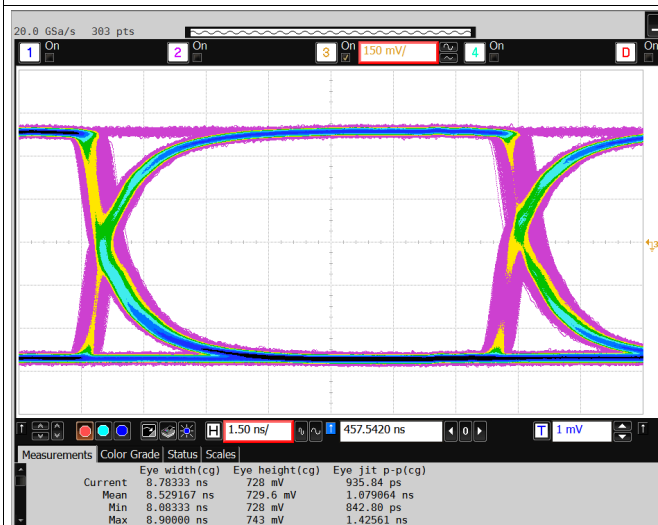 20.0 GSa/s 303 pts
1 On 2 On 3 On 150 mV/ 4 On D On
H 1.50 ns/ 457.5420 ns 0 T 1 mV
Measurements Color Grade Status Scales
Eye width(cg) Eye height(cg) Eye jit p-p(cg)
Current 8.78333 ns 728 mV 935.84 ps
Mean 8.529167 ns 729.6 mV 1.079064 ns
Min 8.08333 ns 728 mV 842.80 ps
Max 8.90000 ns 743 mV 1.42561 ns